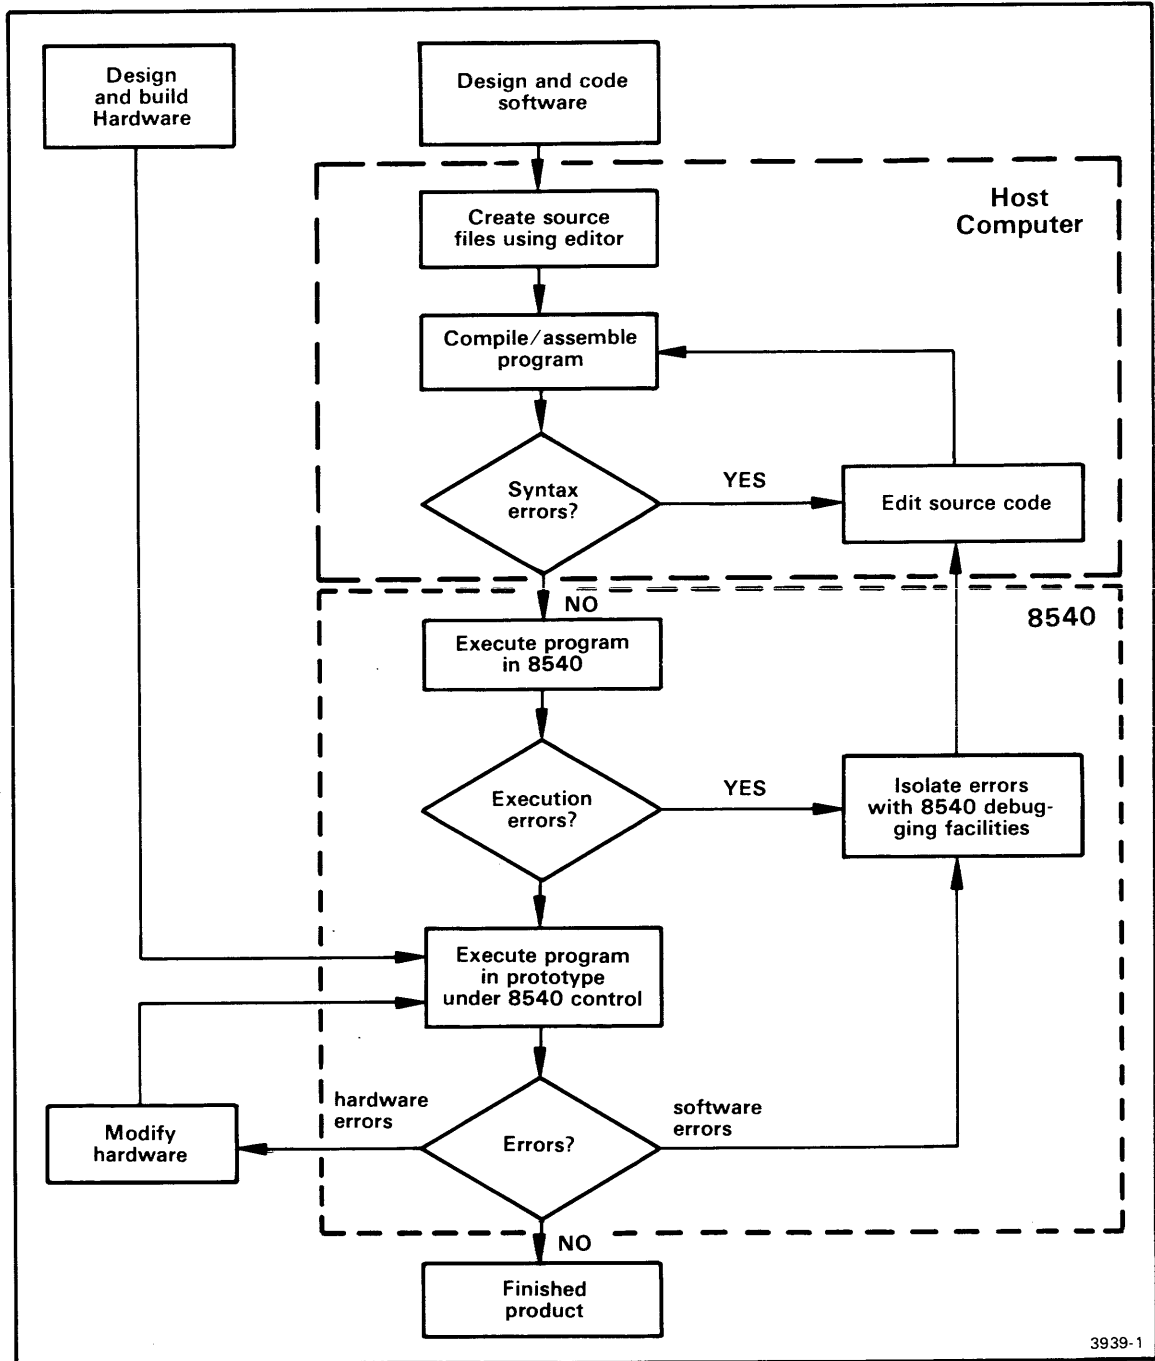 Design
and build
Hardware
Design and code
software
Host
Computer
Create source
files using editor
Compile/assemble
program
Syntax
errors?
YES
Edit source code
NO
8540
Execute program
in 8540
Execution
errors?
YES
Isolate errors
with 8540 debug-
ging facilities
Execute program
in prototype
under 8540 control
hardware
errors
software
errors
Modify
hardware
Errors?
NO
Finished
product
3939-1